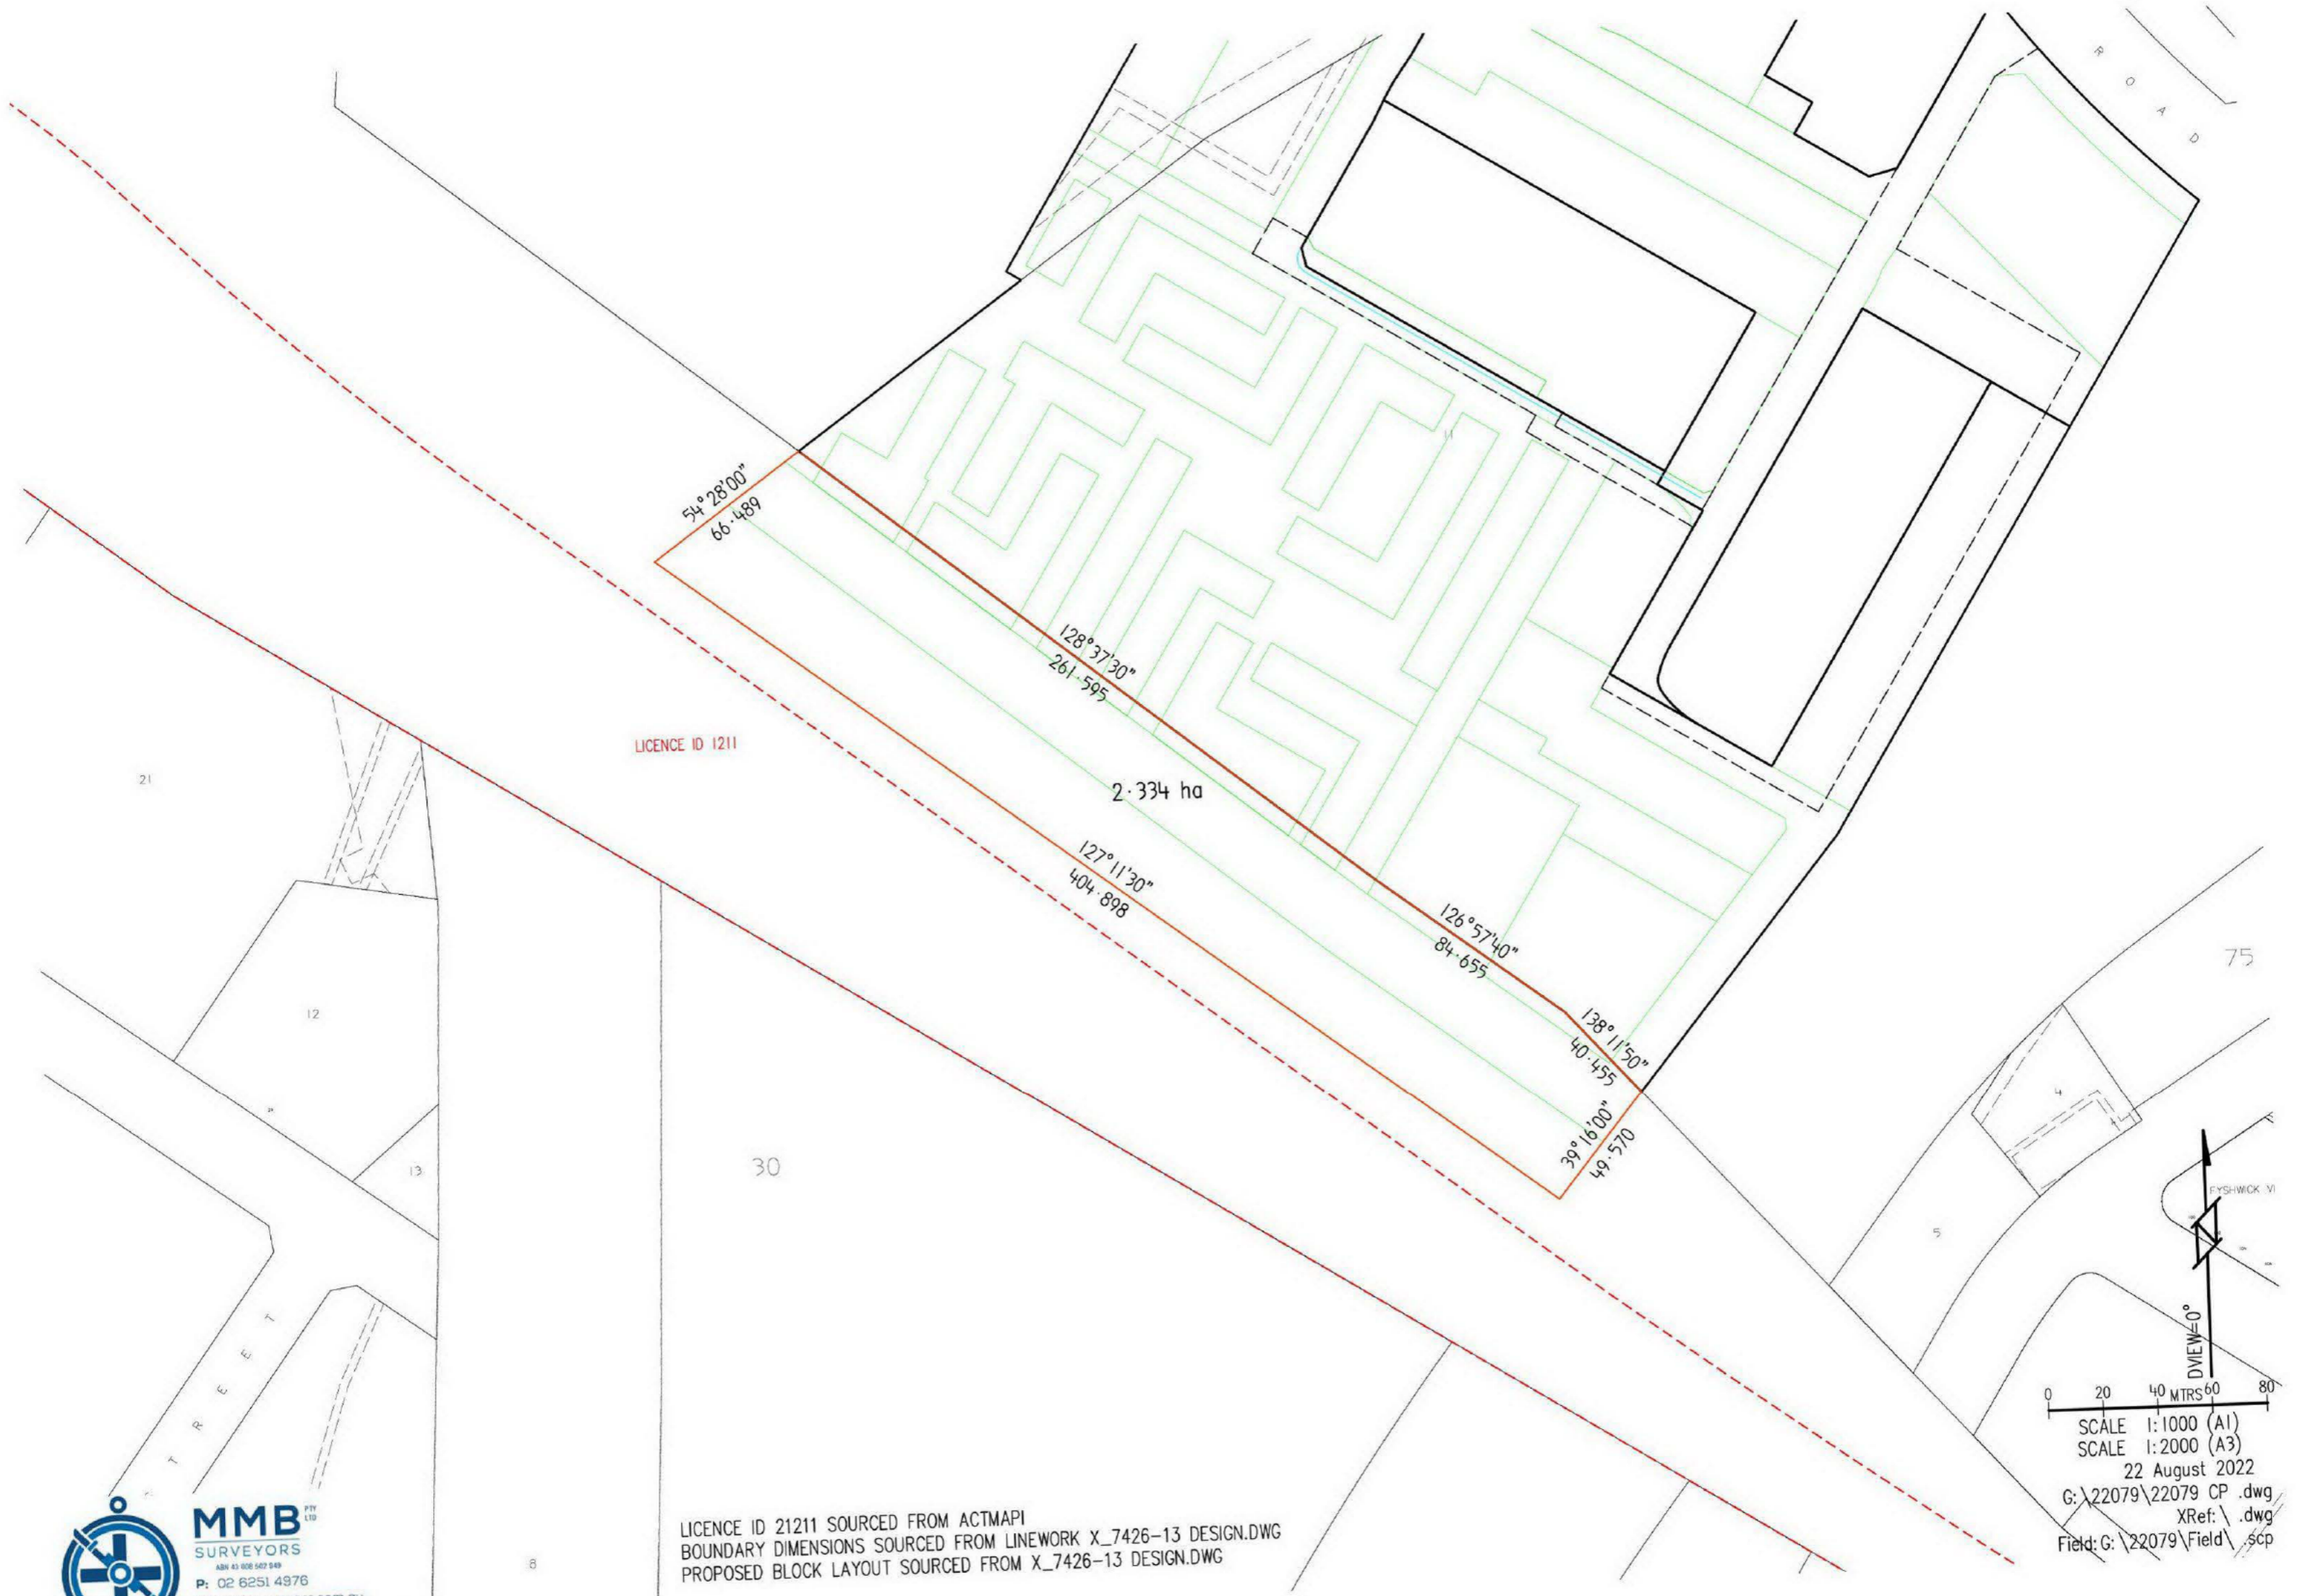 R O A D
11
54°28'00"
66·489
128°37'30"
261·595
LICENCE ID 1211
21
2·334 ha
127°11'30"
404·898
126°57'40"
84·655
75
138°11'50"
40·455
12
39°16'00"
49·570
4
13
30
FYSHWICK VI
5
DVIEW=0°
T R E E T
0 20 40 MTRS 60 80
SCALE 1:1000 (A1)
SCALE 1:2000 (A3)
22 August 2022
G:\22079\22079 CP .dwg
XRef:\ .dwg
Field: G:\22079\Field\ .scp
MMB PTY LTD
SURVEYORS
P: 02 6251 4976
8
LICENCE ID 21211 SOURCED FROM ACTMAPI
BOUNDARY DIMENSIONS SOURCED FROM LINEWORK X_7426-13 DESIGN.DWG
PROPOSED BLOCK LAYOUT SOURCED FROM X_7426-13 DESIGN.DWG